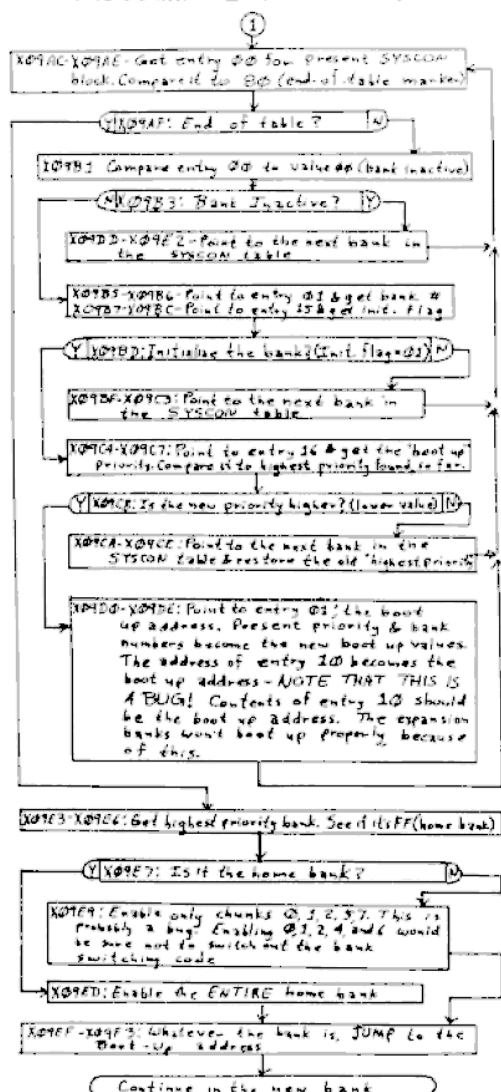 1
X09AC-X09AE-Get entry 00 for present SYSCON
block. Compare it to 80 (end-of-table marker)
Y X09AF: End of table? N
X09B1 Compare entry 00 to value 00 (bank inactive)
N X09B3: Bank Inactive? Y
X09DD-X09E2-Point to the next bank in
the SYSCON table
X09B5-X09B6-Point to entry 01 & get bank #
X09B7-X09BC-Point to entry 15 & get init. flag
Y X09BD: Initialise the bank? (Init. flag=01) N
X09BF-X09C3: Point to the next bank in
the SYSCON table
X09C4-X09C7: Point to entry 16 & get the "boot up"
priority. Compare it to highest priority found so far.
Y X09C8: Is the new priority higher? (lower value) N
X09CA-X09CE: Point to the next bank in the
SYSCON table & restore the old "highest priority"
X09D0-X09DC: Point to entry 01, the boot
up address. Present priority & bank
numbers become the new boot up values.
The address of entry 10 becomes the
boot up address - NOTE THAT THIS IS
A BUG! Contents of entry 10 should
be the boot up address. The expansion
banks won't boot up properly because
of this.
X09E3-X09E6: Get highest priority bank. See if its FF (home bank)
Y X09E7: Is it the home bank? N
X09E9: Enable only chunks 0, 1, 2, 5, 7. This is
probably a bug. Enabling 0, 1, 2, 4, and 6 would
be sure not to switch out the bank
switching code
X09ED: Enable the ENTIRE home bank
X09EF-X09F3: Whatever the bank is, JUMP to the
Boot-Up address
Continue in the new bank